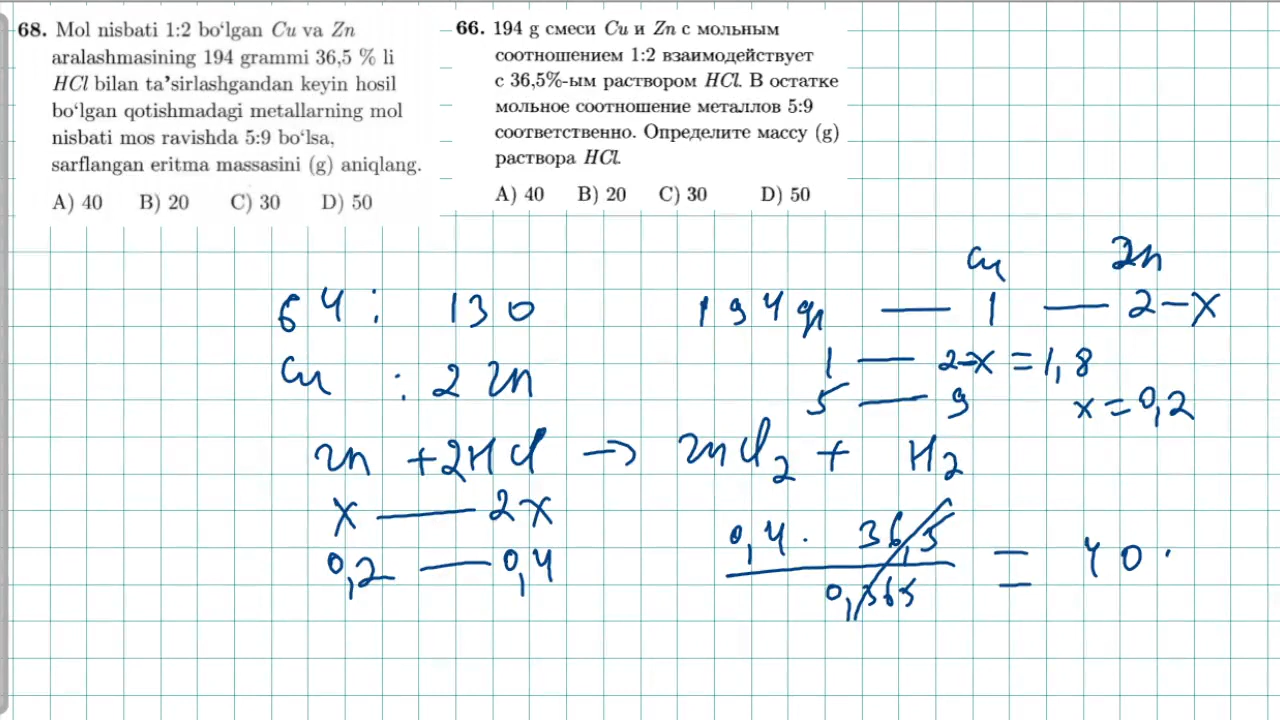 68. Mol nisbati 1:2 bo‘lgan Cu va Zn
aralashmasining 194 grammi 36,5 % li
HCl bilan ta’sirlashgandan keyin hosil
bo‘lgan qotishmadagi metallarning mol
nisbati mos ravishda 5:9 bo‘lsa,
sarflangan eritma massasini (g) aniqlang.
A) 40 B) 20 C) 30 D) 50
66. 194 g смеси Cu и Zn с мольным
соотношением 1:2 взаимодействует
с 36,5%-ым раствором HCl. В остатке
мольное соотношение металлов 5:9
соответственно. Определите массу (g)
раствора HCl.
A) 40 B) 20 C) 30 D) 50
64 : 130
Cu : 2 Zn
Zn + 2HCl → ZnCl2 + H2
x — 2x
0,2 — 0,4
Cu Zn
194 gr — 1 — 2-x
1 — 2-x = 1,8
5 — 9 x = 0,2
0,4 · 36,5
0,365
= 40.